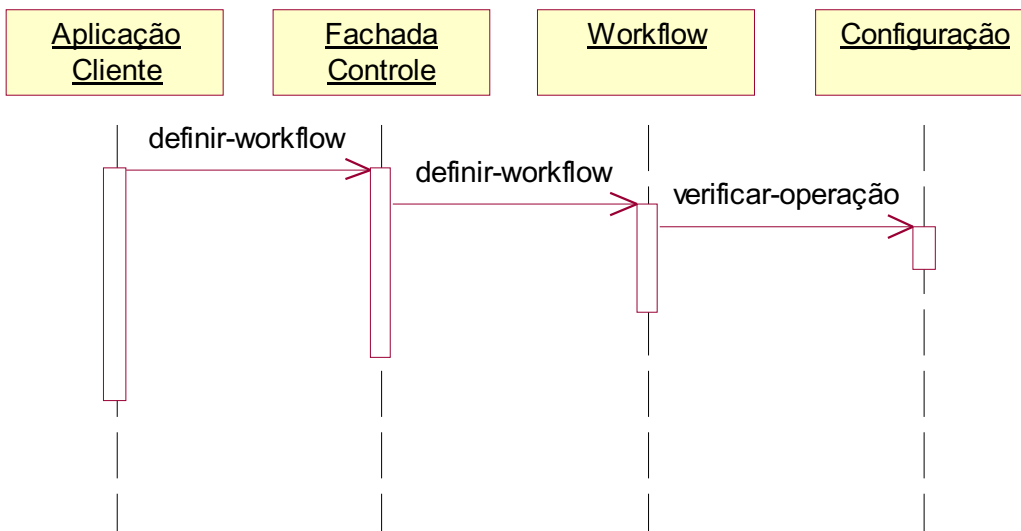 Aplicação
Cliente
Fachada
Controle
Workflow
Configuração
definir-workflow
definir-workflow
verificar-operação